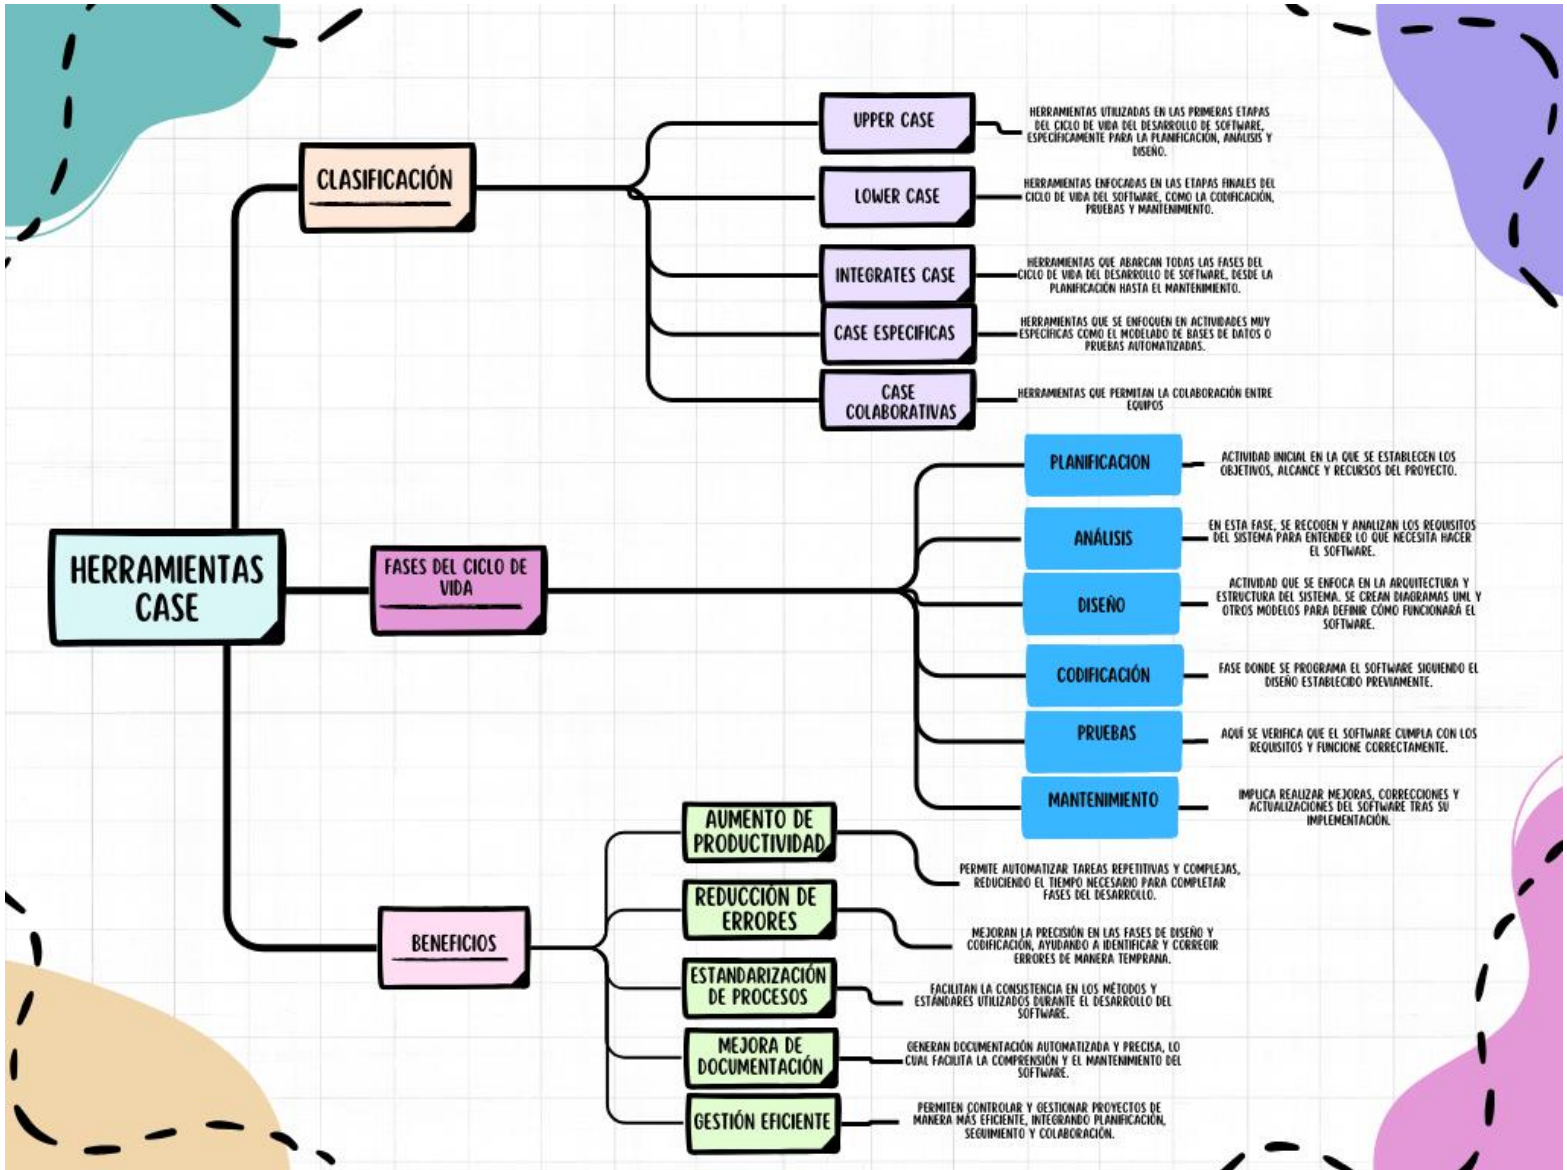 UPPER CASE
HERRAMIENTAS UTILIZADAS EN LAS PRIMERAS ETAPAS
DEL CICLO DE VIDA DEL DESARROLLO DE SOFTWARE,
ESPECÍFICAMENTE PARA LA PLANIFICACIÓN, ANÁLISIS Y
DISEÑO.
CLASIFICACIÓN
LOWER CASE
HERRAMIENTAS ENFOCADAS EN LAS ETAPAS FINALES DEL
CICLO DE VIDA DEL SOFTWARE, COMO LA CODIFICACIÓN,
PRUEBAS Y MANTENIMIENTO.
INTEGRATES CASE
HERRAMIENTAS QUE ABARCAN TODAS LAS FASES DEL
CICLO DE VIDA DEL DESARROLLO DE SOFTWARE, DESDE LA
PLANIFICACIÓN HASTA EL MANTENIMIENTO.
CASE ESPECIFICAS
HERRAMIENTAS QUE SE ENFOQUEN EN ACTIVIDADES MUY
ESPECÍFICAS COMO EL MODELADO DE BASES DE DATOS O
PRUEBAS AUTOMATIZADAS.
CASE
COLABORATIVAS
HERRAMIENTAS QUE PERMITAN LA COLABORACIÓN ENTRE
EQUIPOS
HERRAMIENTAS
CASE
FASES DEL CICLO DE
VIDA
PLANIFICACION
ACTIVIDAD INICIAL EN LA QUE SE ESTABLECEN LOS
OBJETIVOS, ALCANCE Y RECURSOS DEL PROYECTO.
ANÁLISIS
EN ESTA FASE, SE RECOGEN Y ANALIZAN LOS REQUISITOS
DEL SISTEMA PARA ENTENDER LO QUE NECESITA HACER
EL SOFTWARE.
DISEÑO
ACTIVIDAD QUE SE ENFOCA EN LA ARQUITECTURA Y
ESTRUCTURA DEL SISTEMA. SE CREAN DIAGRAMAS UML Y
OTROS MODELOS PARA DEFINIR CÓMO FUNCIONARÁ EL
SOFTWARE.
CODIFICACIÓN
FASE DONDE SE PROGRAMA EL SOFTWARE SIGUIENDO EL
DISEÑO ESTABLECIDO PREVIAMENTE.
PRUEBAS
AQUÍ SE VERIFICA QUE EL SOFTWARE CUMPLA CON LOS
REQUISITOS Y FUNCIONE CORRECTAMENTE.
MANTENIMIENTO
IMPLICA REALIZAR MEJORAS, CORRECCIONES Y
ACTUALIZACIONES DEL SOFTWARE TRAS SU
IMPLEMENTACIÓN.
BENEFICIOS
AUMENTO DE
PRODUCTIVIDAD
PERMITE AUTOMATIZAR TAREAS REPETITIVAS Y COMPLEJAS,
REDUCIENDO EL TIEMPO NECESARIO PARA COMPLETAR
FASES DEL DESARROLLO.
REDUCCIÓN DE
ERRORES
MEJORAN LA PRECISIÓN EN LAS FASES DE DISEÑO Y
CODIFICACIÓN, AYUDANDO A IDENTIFICAR Y CORREGIR
ERRORES DE MANERA TEMPRANA.
ESTANDARIZACIÓN
DE PROCESOS
FACILITAN LA CONSISTENCIA EN LOS MÉTODOS Y
ESTÁNDARES UTILIZADOS DURANTE EL DESARROLLO DEL
SOFTWARE.
MEJORA DE
DOCUMENTACIÓN
GENERAN DOCUMENTACIÓN AUTOMATIZADA Y PRECISA, LO
CUAL FACILITA LA COMPRENSIÓN Y EL MANTENIMIENTO DEL
SOFTWARE.
GESTIÓN EFICIENTE
PERMITEN CONTROLAR Y GESTIONAR PROYECTOS DE
MANERA MÁS EFICIENTE, INTEGRANDO PLANIFICACIÓN,
SEGUIMIENTO Y COLABORACIÓN.